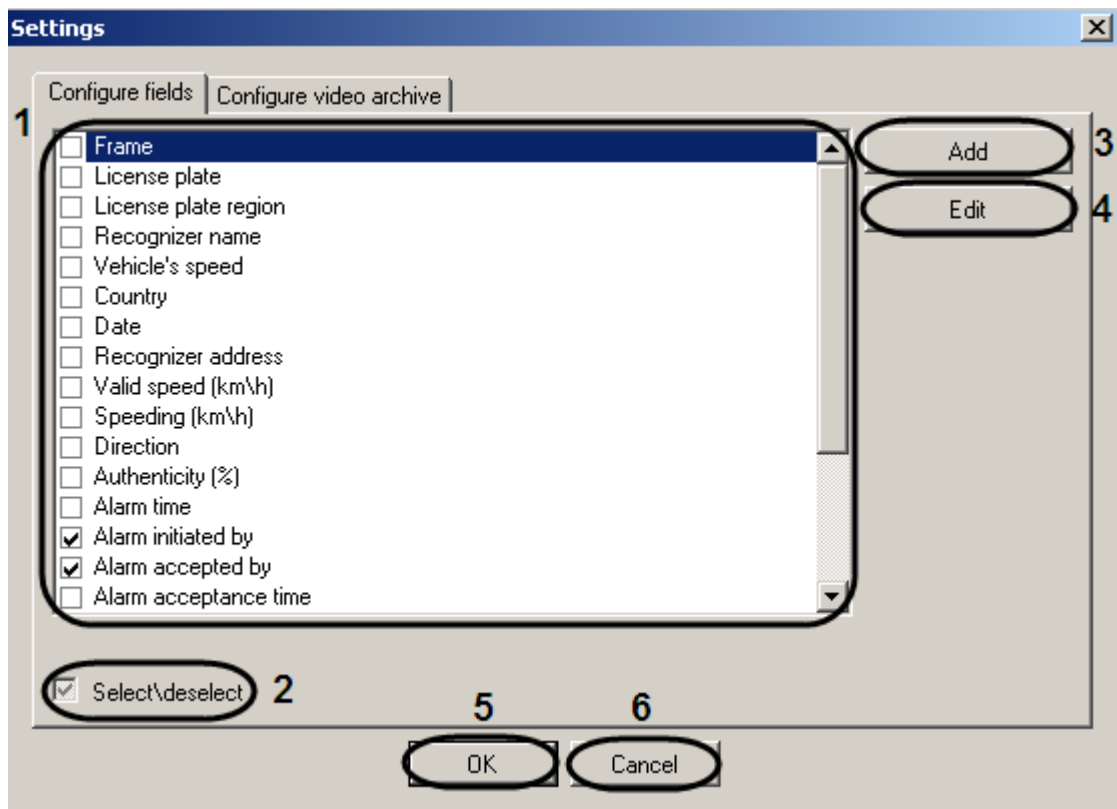 Settings
Configure fields
Configure video archive
1
Frame
License plate
License plate region
Recognizer name
Vehicle's speed
Country
Date
Recognizer address
Valid speed (km\h)
Speeding (km\h)
Direction
Authenticity (%)
Alarm time
Alarm initiated by
Alarm accepted by
Alarm acceptance time
Add
3
Edit
4
Select\deselect
2
5
6
OK
Cancel